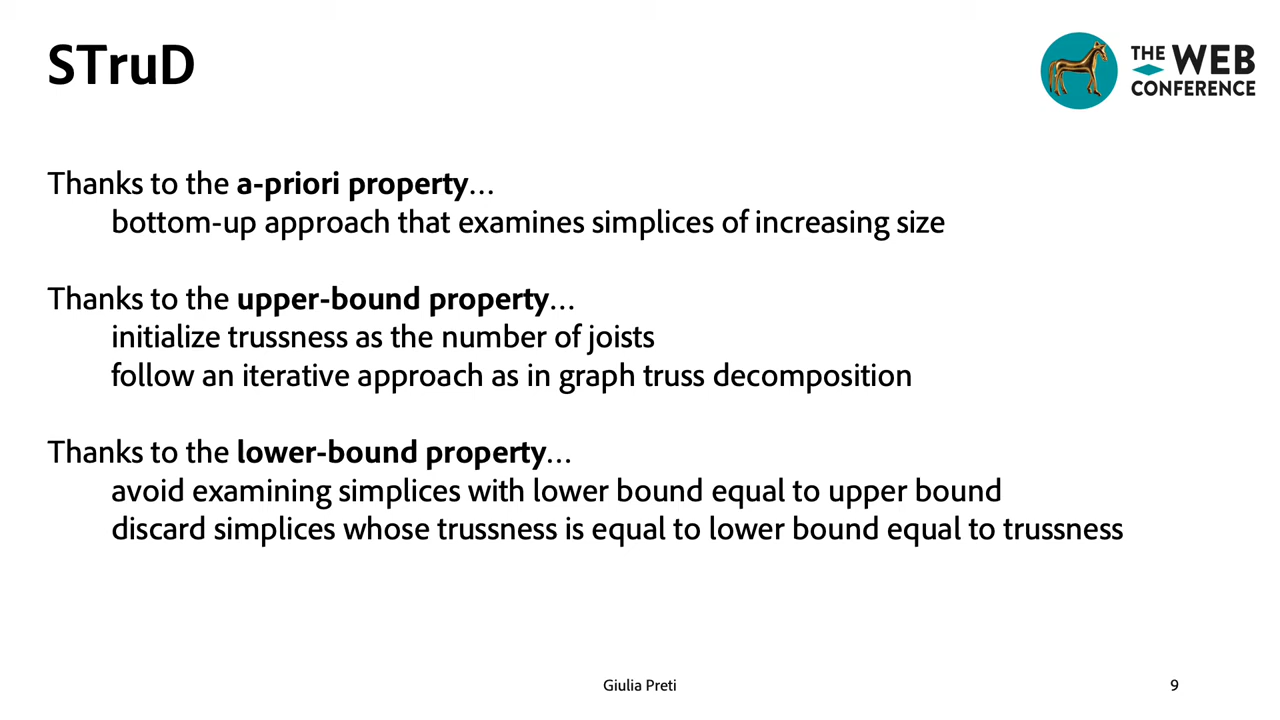 STruD
THE WEB
CONFERENCE
Thanks to the a-priori property…
bottom-up approach that examines simplices of increasing size
Thanks to the upper-bound property…
initialize trussness as the number of joists
follow an iterative approach as in graph truss decomposition
Thanks to the lower-bound property…
avoid examining simplices with lower bound equal to upper bound
discard simplices whose trussness is equal to lower bound equal to trussness
Giulia Preti
9